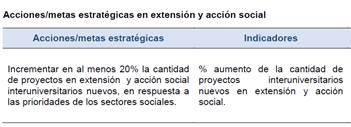 Acciones/metas estratégicas en extensión y acción social
Acciones/metas estratégicas
Indicadores
Incrementar en al menos 20% la cantidad
de proyectos en extensión y acción social
interuniversitarios nuevos, en respuesta a
las prioridades de los sectores sociales.
% aumento de la cantidad de
proyectos interuniversitarios
nuevos en extensión y acción
social.